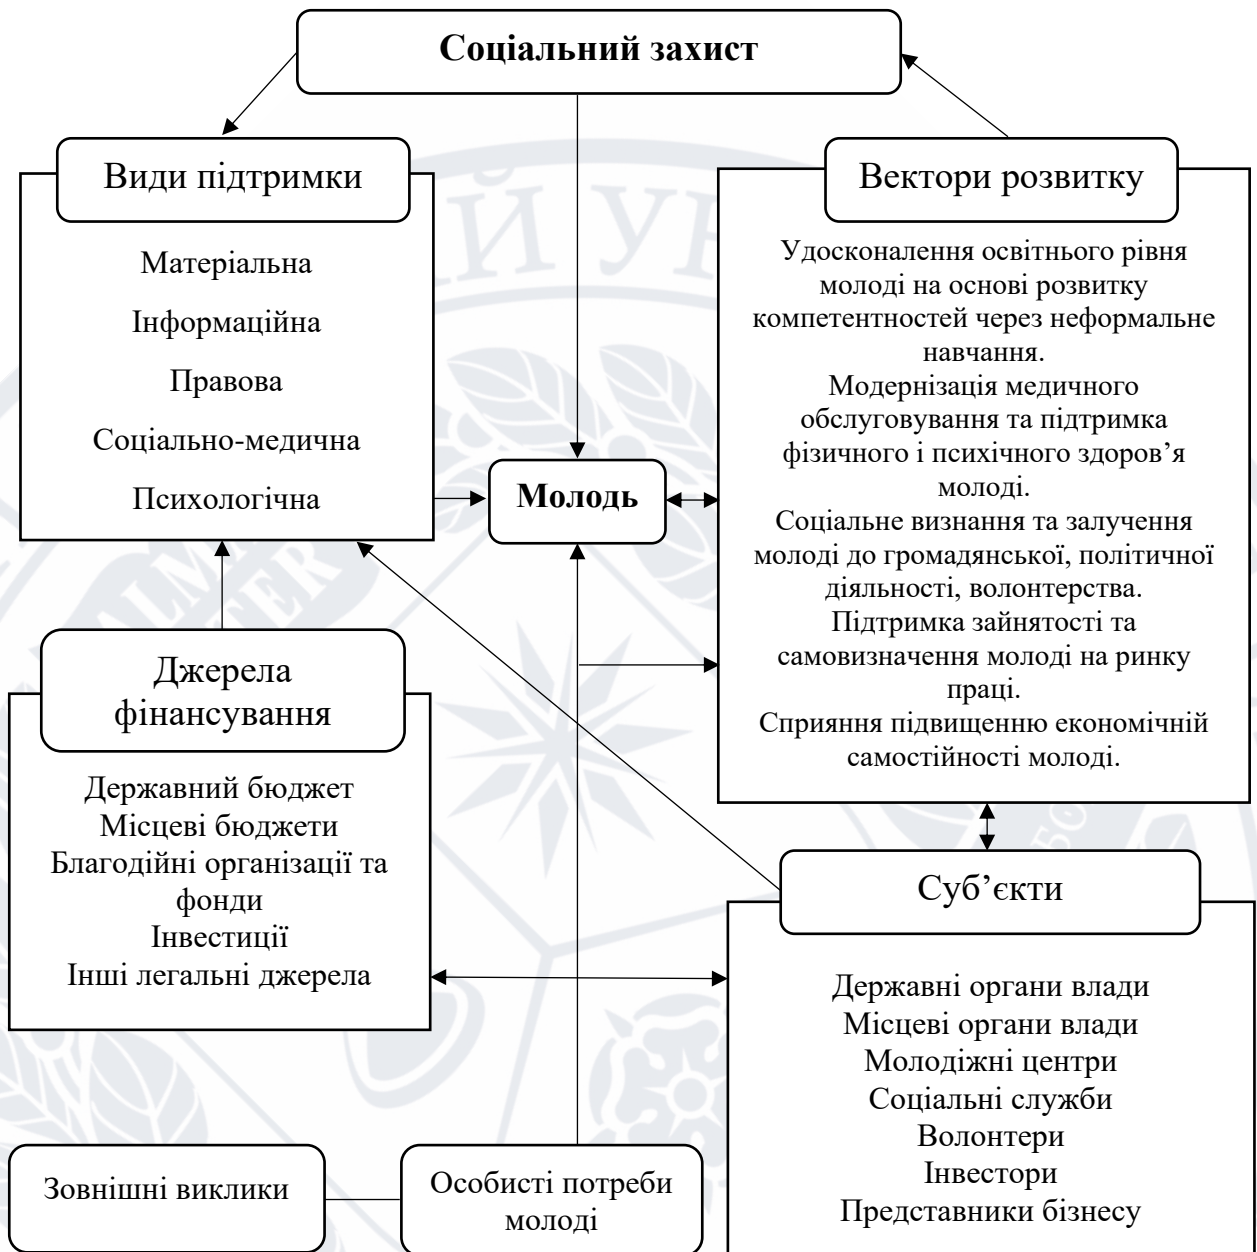 Соціальний захист
Види підтримки
Матеріальна
Інформаційна
Правова
Соціально-медична
Психологічна
Вектори розвитку
Удосконалення освітнього рівня
молоді на основі розвитку
компетентностей через неформальне
навчання.
Модернізація медичного
обслуговування та підтримка
фізичного і психічного здоров’я
молоді.
Соціальне визнання та залучення
молоді до громадянської, політичної
діяльності, волонтерства.
Підтримка зайнятості та
самовизначення молоді на ринку
праці.
Сприяння підвищенню економічній
самостійності молоді.
Молодь
Джерела
фінансування
Державний бюджет
Місцеві бюджети
Благодійні організації та
фонди
Інвестиції
Інші легальні джерела
Суб’єкти
Державні органи влади
Місцеві органи влади
Молодіжні центри
Соціальні служби
Волонтери
Інвестори
Представники бізнесу
Зовнішні виклики
Особисті потреби
молоді